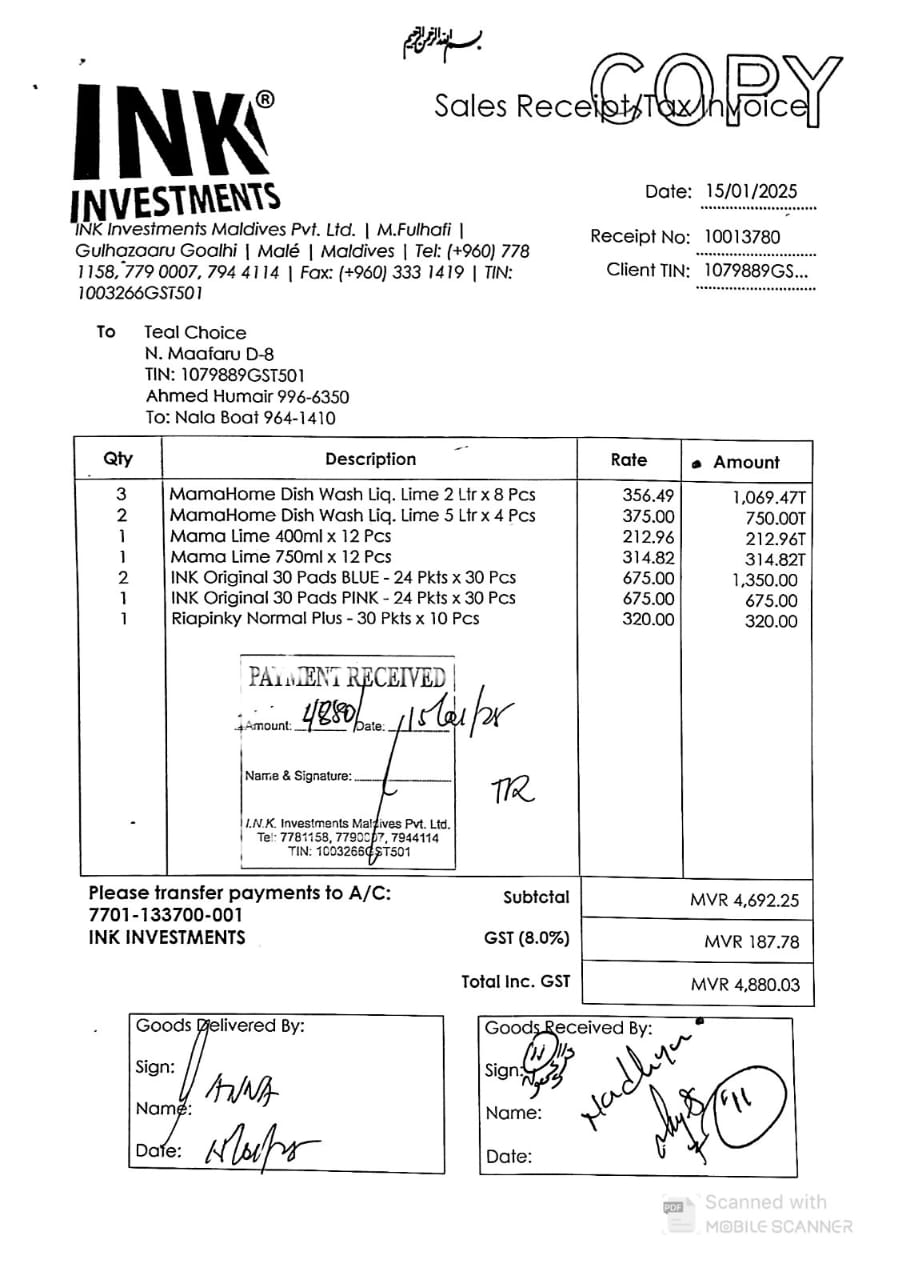 بسم الله الرحمن الرحيم
COPY
Sales Receipt/Tax/Invoice
INK®
INVESTMENTS
INK Investments Maldives Pvt. Ltd. | M.Fulhafi |
Gulhazaaru Goalhi | Malé | Maldives | Tel: (+960) 778
1158, 779 0007, 794 4114 | Fax: (+960) 333 1419 | TIN:
1003266GST501
Date: 15/01/2025
Receipt No: 10013780
Client TIN: 1079889GS...
To Teal Choice
N. Maafaru D-8
TIN: 1079889GST501
Ahmed Humair 996-6350
To: Nala Boat 964-1410
Qty Description Rate Amount
3 MamaHome Dish Wash Liq. Lime 2 Ltr x 8 Pcs 356.49 1,069.47T
2 MamaHome Dish Wash Liq. Lime 5 Ltr x 4 Pcs 375.00 750.00T
1 Mama Lime 400ml x 12 Pcs 212.96 212.96T
1 Mama Lime 750ml x 12 Pcs 314.82 314.82T
2 INK Original 30 Pads BLUE - 24 Pkts x 30 Pcs 675.00 1,350.00
1 INK Original 30 Pads PINK - 24 Pkts x 30 Pcs 675.00 675.00
1 Riapinky Normal Plus - 30 Pkts x 10 Pcs 320.00 320.00
PAYMENT RECEIVED
Amount: 4880/ Date: 15/01/25
Name & Signature:
TR
I.N.K. Investments Maldives Pvt. Ltd.
Tel: 7781158, 7790007, 7944114
TIN: 1003266GST501
Please transfer payments to A/C:
7701-133700-001
INK INVESTMENTS
Subtotal MVR 4,692.25
GST (8.0%) MVR 187.78
Total Inc. GST MVR 4,880.03
Goods Delivered By:
Sign:
Name:
Date:
Goods Received By:
Sign:
Name:
Date:
Scanned with
MOBILE SCANNER
PDF